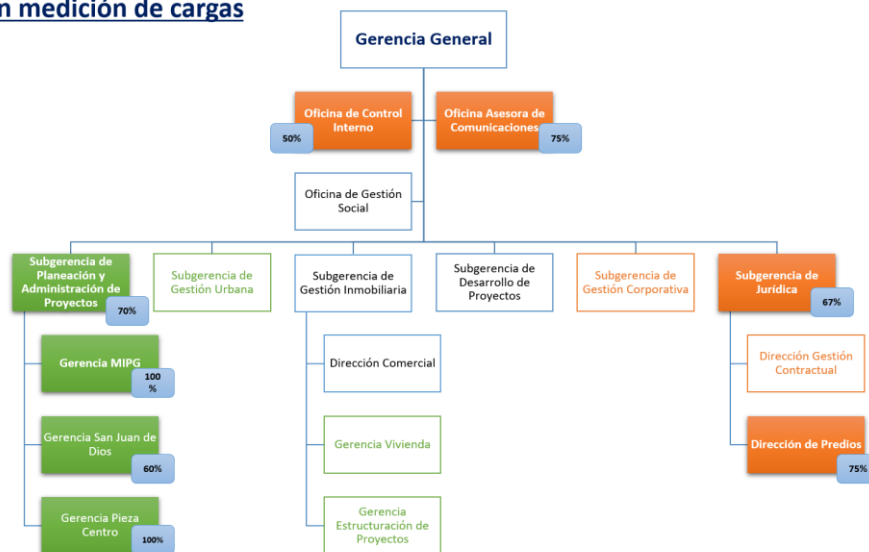 n medición de cargas
Gerencia General
Oficina de Control
Interno
50%
Oficina Asesora de
Comunicaciones
75%
Oficina de Gestión
Social
Subgerencia de
Planeación y
Administración de
Proyectos
70%
Subgerencia de
Gestión Urbana
Subgerencia de
Gestión Inmobiliaria
Subgerencia de
Desarrollo de
Proyectos
Subgerencia de
Gestión Corporativa
Subgerencia de
Jurídica
67%
Gerencia MIPG
100
%
Dirección Comercial
Dirección Gestión
Contractual
Gerencia San Juan de
Dios
60%
Gerencia Vivienda
Dirección de Predios
75%
Gerencia Pieza
Centro
100%
Gerencia
Estructuración de
Proyectos